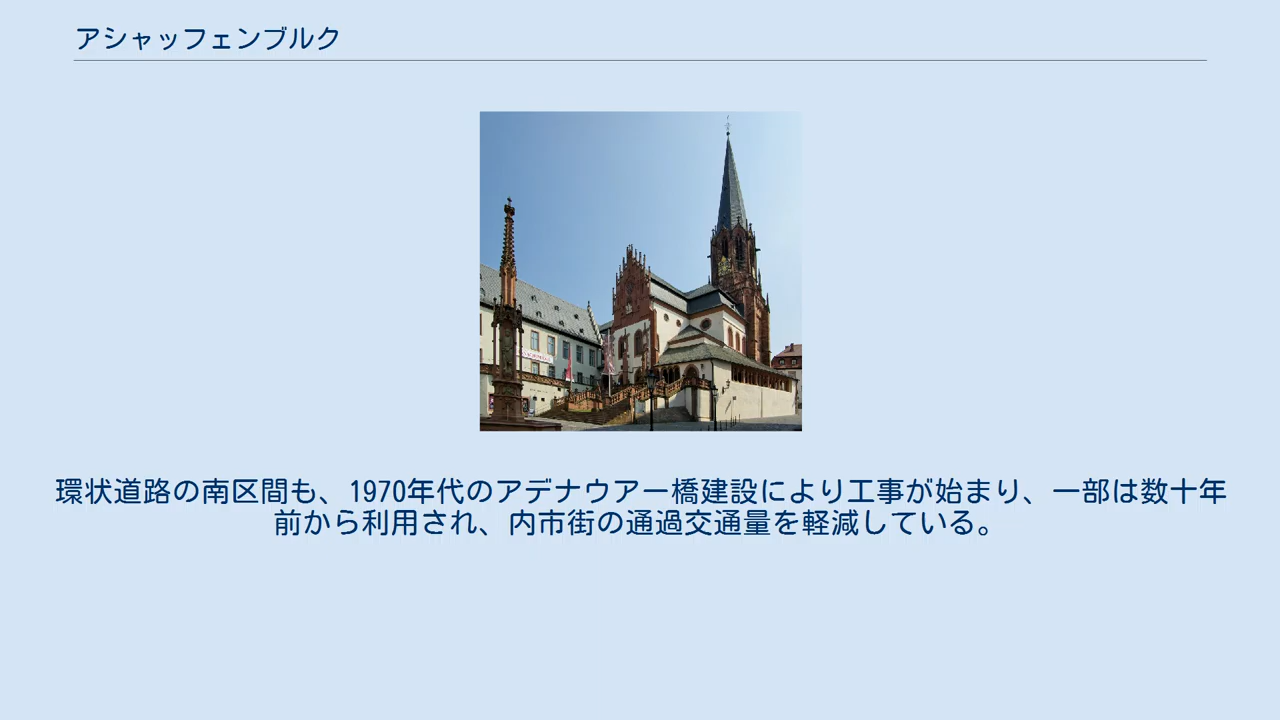 アシャッフェンブルク
環状道路の南区間も、1970年代のアデナウアー橋建設により工事が始まり、一部は数十年
前から利用され、内市街の通過交通量を軽減している。